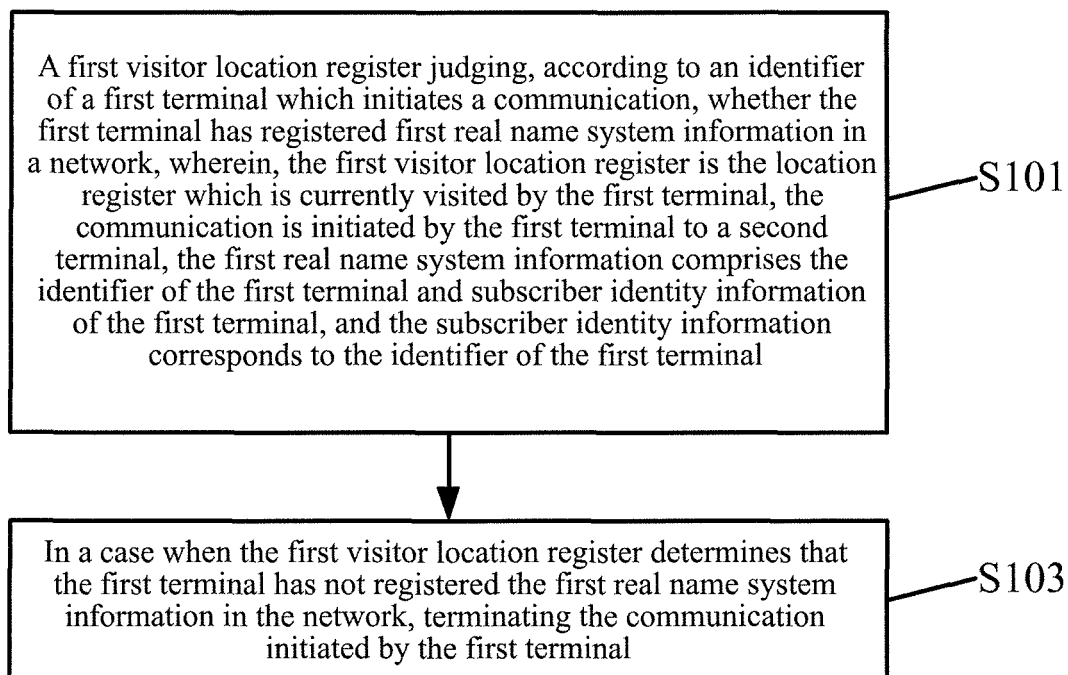 A first visitor location register judging, according to an identifier
of a first terminal which initiates a communication, whether the
first terminal has registered first real name system information in
a network, wherein, the first visitor location register is the location
register which is currently visited by the first terminal, the
communication is initiated by the first terminal to a second
terminal, the first real name system information comprises the
identifier of the first terminal and subscriber identity information
of the first terminal, and the subscriber identity information
corresponds to the identifier of the first terminal
S101
In a case when the first visitor location register determines that
the first terminal has not registered the first real name system
information in the network, terminating the communication
initiated by the first terminal
S103